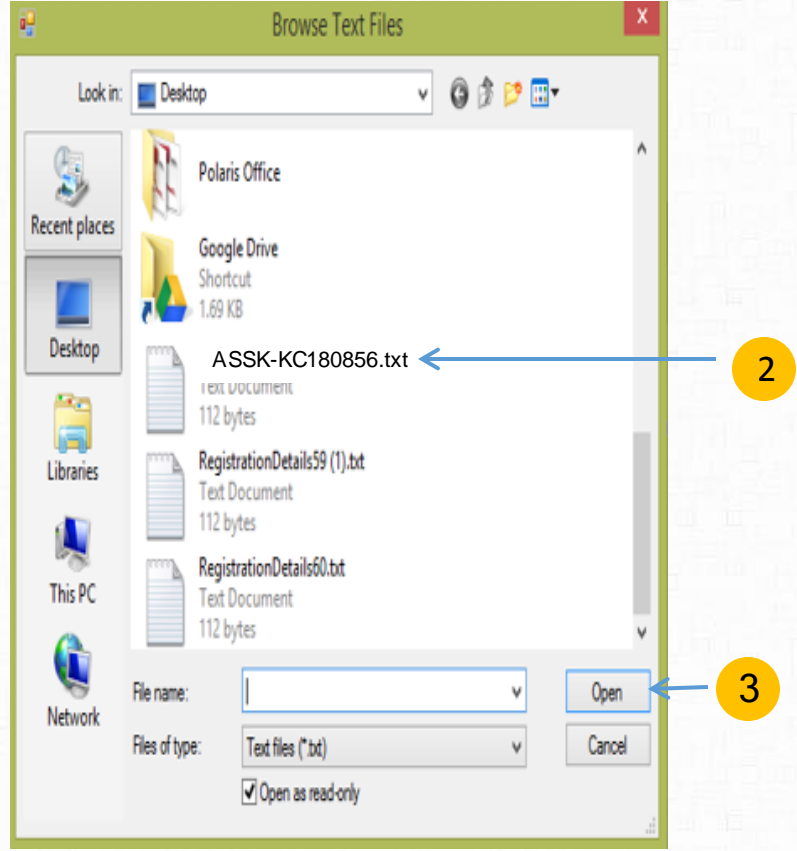 Browse Text Files
X
Look in:
Desktop
Recent places
Desktop
Libraries
This PC
Network
Polaris Office
Google Drive
Shortcut
1.69 KB
ASSK-KC180856.txt
2
Text Document
112 bytes
RegistrationDetails59 (1).txt
Text Document
112 bytes
RegistrationDetails60.txt
Text Document
112 bytes
File name:
Open
3
Files of type:
Text files (*.txt)
Cancel
Open as read-only